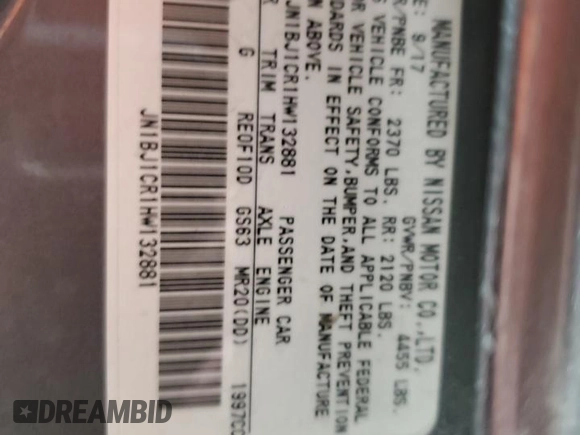 MANUFACTURED BY NISSAN MOTOR CO.,LTD.
E: 9/17 GVWR/PNBV: 4455 LBS.
R/PNBE FR: 2370 LBS. RR: 2120 LBS.
VEHICLE CONFORMS TO ALL APPLICABLE FEDERAL
OR VEHICLE SAFETY,BUMPER,AND THEFT PREVENTION
DARDS IN EFFECT ON THE DATE OF MANUFACTURE
N ABOVE.
JN1BJ1CR1HW132881 PASSENGER CAR
R TRIM TRANS AXLE ENGINE
G RE0F10D GS63 MR20(DD) 1997CC
JN1BJ1CR1HW132881
DREAMBID